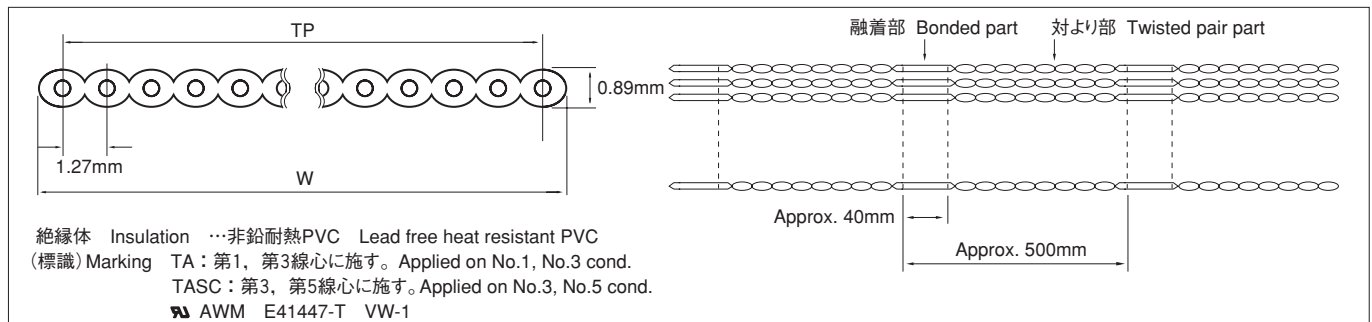 TP
0.89mm
1.27mm
W
絶縁体 Insulation …非鉛耐熱PVC Lead free heat resistant PVC
(標識)Marking TA:第1,第3線心に施す。Applied on No.1, No.3 cond.
TASC:第3,第5線心に施す。Applied on No.3, No.5 cond.
RU AWM E41447-T VW-1
融着部 Bonded part 対より部 Twisted pair part
Approx. 40mm
Approx. 500mm